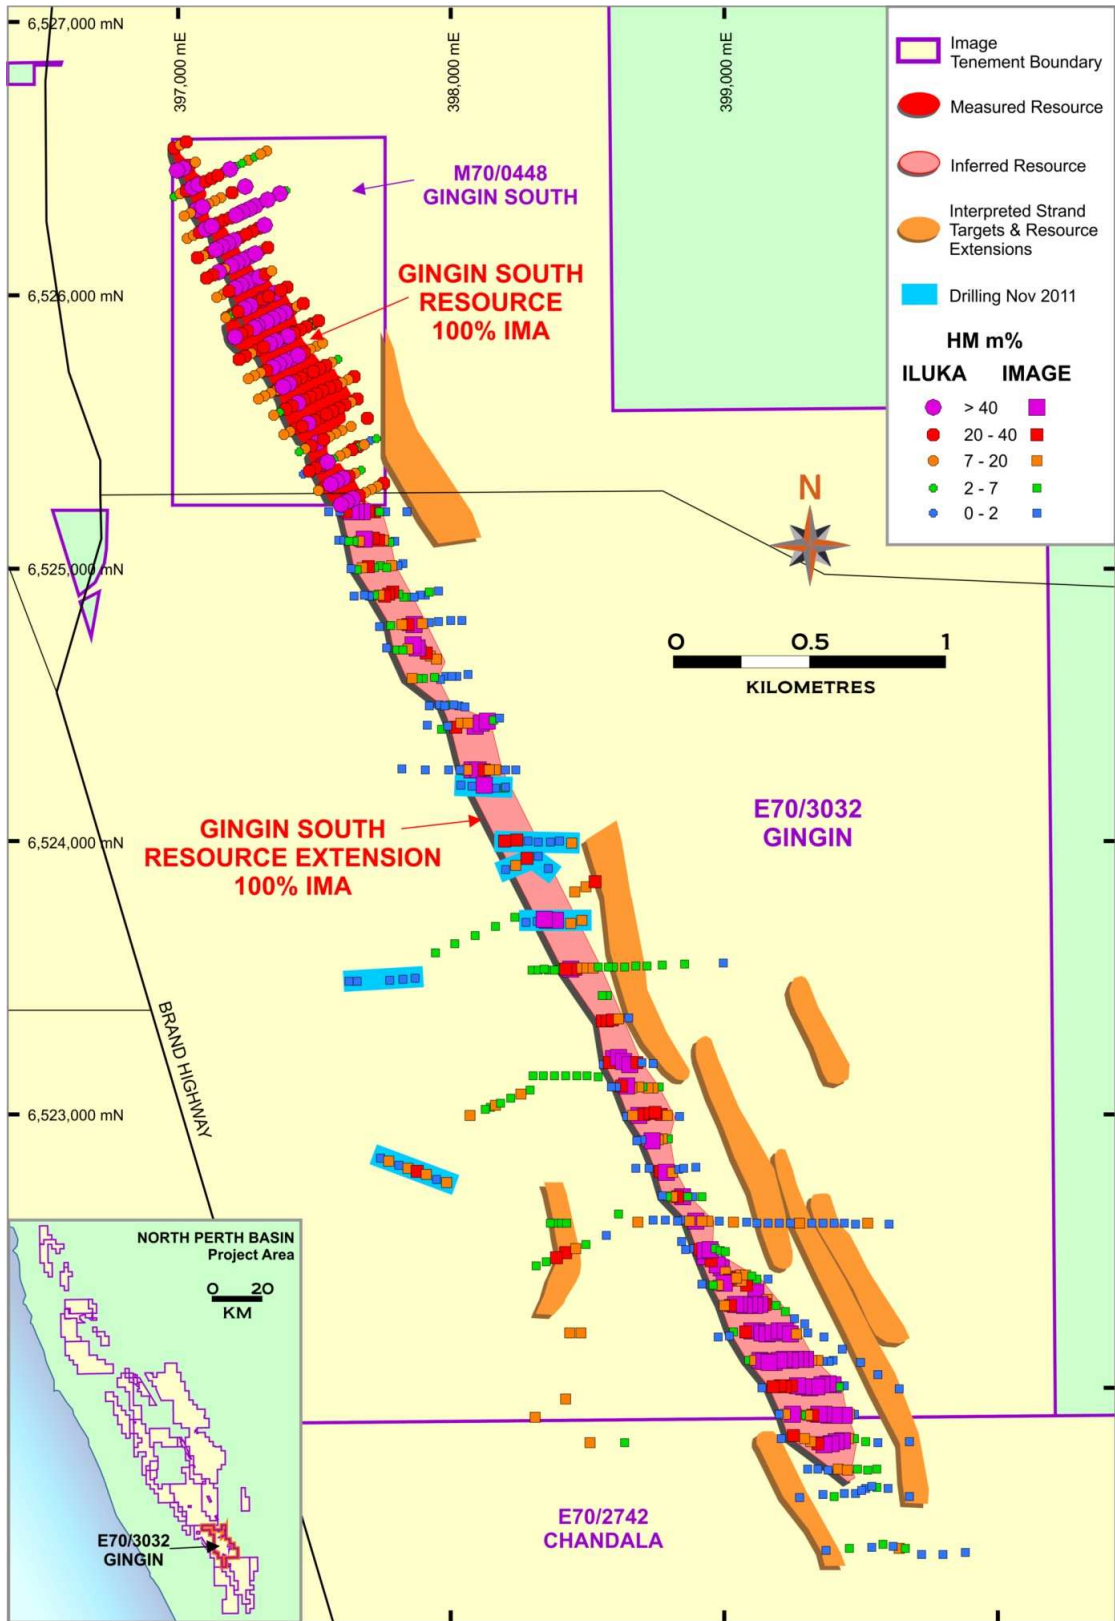 6,527,000 mN
397,000 mE
398,000 mE
399,000 mE
Image
Tenement Boundary
Measured Resource
Inferred Resource
Interpreted Strand
Targets & Resource
Extensions
Drilling Nov 2011
HM m%
ILUKA IMAGE
> 40
20 - 40
7 - 20
2 - 7
0 - 2
M70/0448
GINGIN SOUTH
GINGIN SOUTH
RESOURCE
100% IMA
6,526,000 mN
N
6,525,000 mN
0 0.5 1
KILOMETRES
E70/3032
GINGIN
GINGIN SOUTH
RESOURCE EXTENSION
100% IMA
6,524,000 mN
BRAND HIGHWAY
6,523,000 mN
NORTH PERTH BASIN
Project Area
0 20
KM
E70/3032
GINGIN
E70/2742
CHANDALA